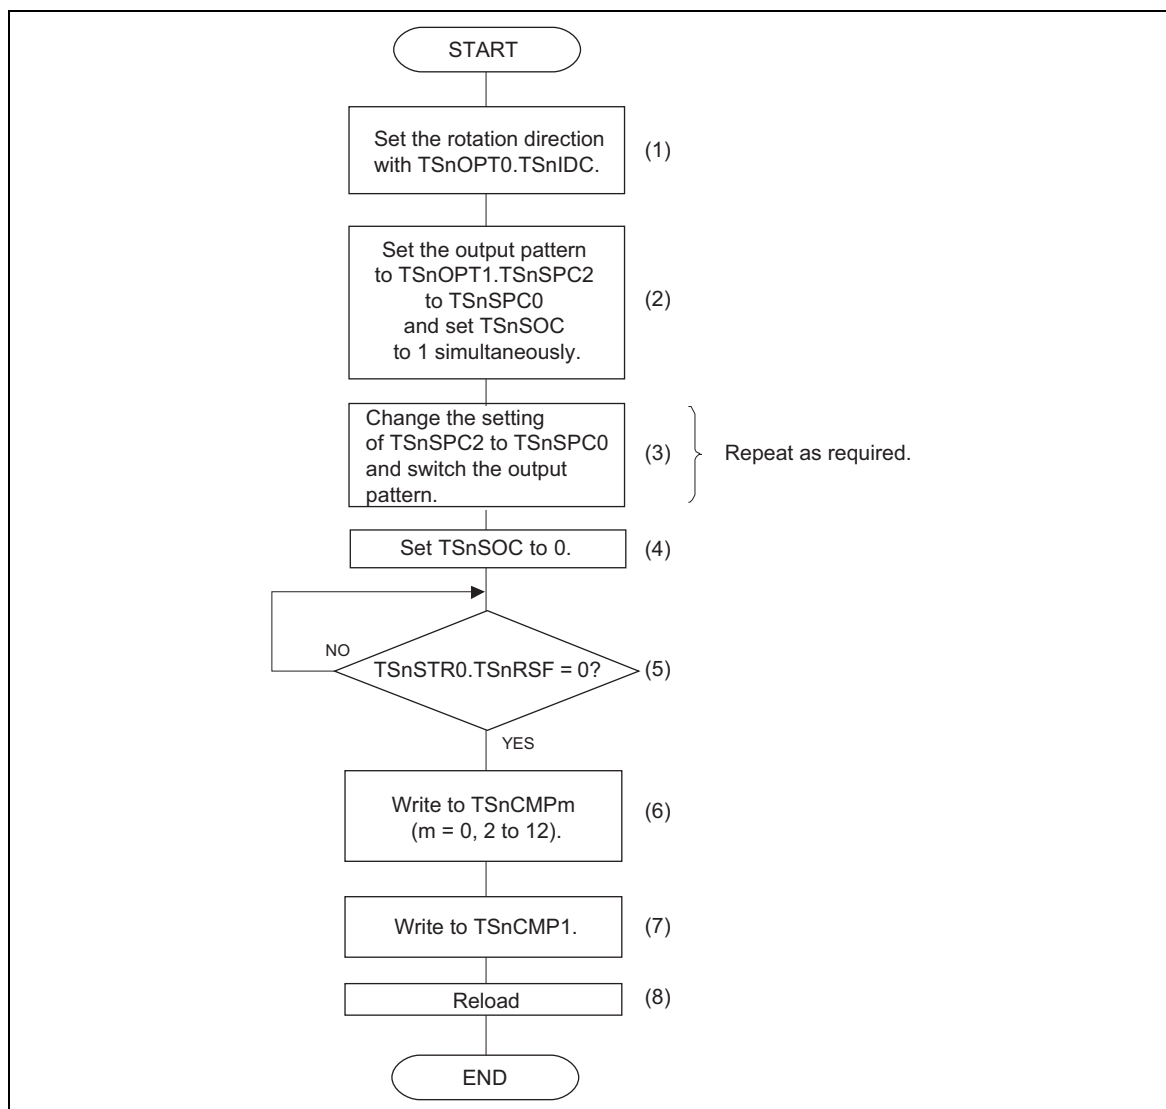 START
Set the rotation direction
with TSnOPT0.TSnIDC.
(1)
Set the output pattern
to TSnOPT1.TSnSPC2
to TSnSPC0
and set TSnSOC
to 1 simultaneously.
(2)
Change the setting
of TSnSPC2 to TSnSPC0
and switch the output
pattern.
(3)
Repeat as required.
Set TSnSOC to 0.
(4)
NO
TSnSTR0.TSnRSF = 0?
(5)
YES
Write to TSnCMPm
(m = 0, 2 to 12).
(6)
Write to TSnCMP1.
(7)
Reload
(8)
END